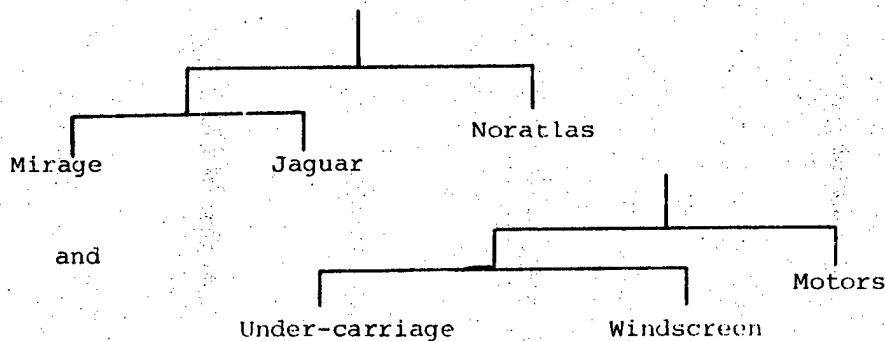 Noratlas
Mirage Jaguar
and
Motors
Under-carriage Windscreen